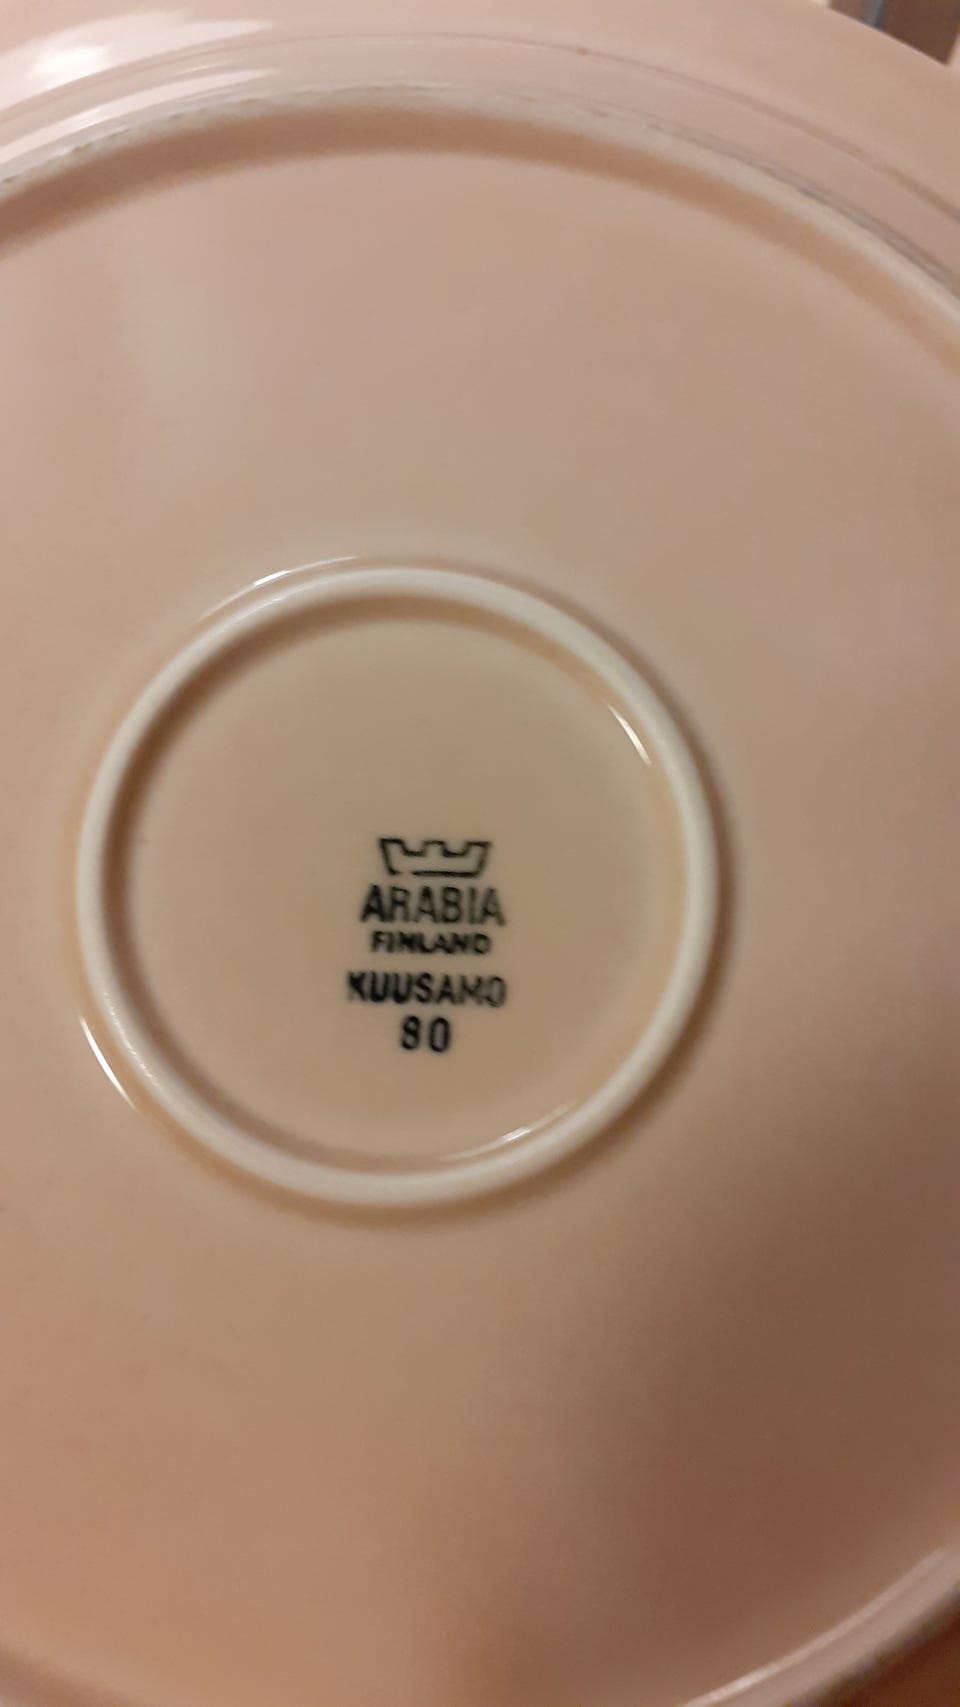 ARABIA
FINLAND
KUUSAMO
80